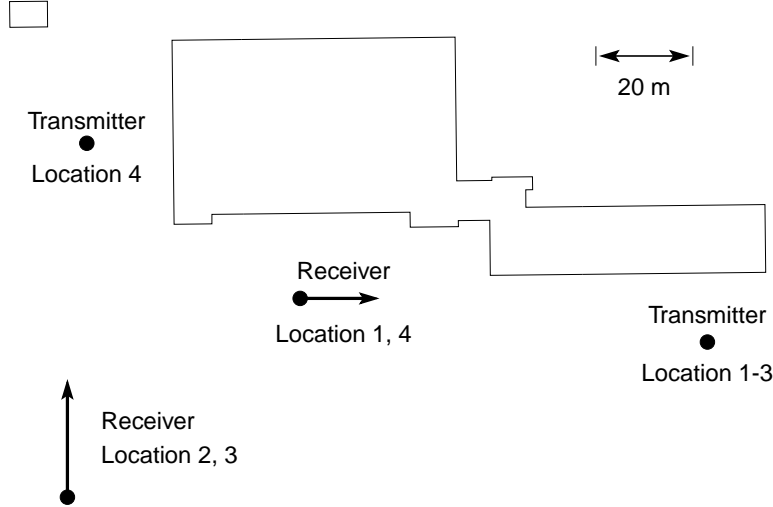 20 m
Transmitter
Location 4
Receiver
Location 1, 4
Transmitter
Location 1-3
Receiver
Location 2, 3